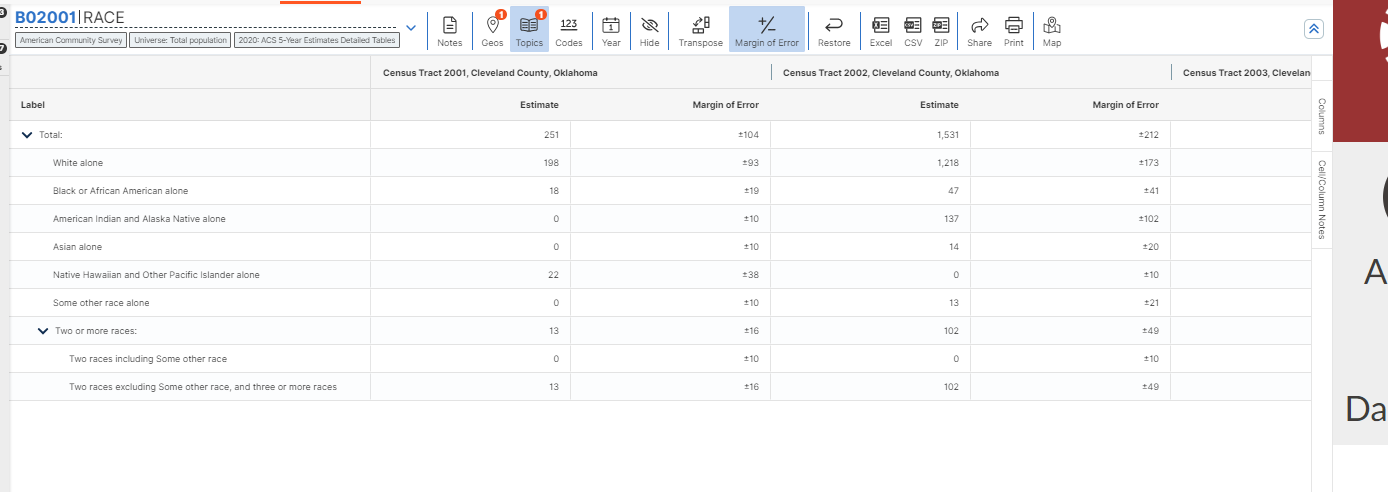 B02001|RACE
American Community Survey Universe: Total population 2020: ACS 5-Year Estimates Detailed Tables
Notes 1 Geos 1 Topics 123 Codes 1 Year Hide Transpose +/- Margin of Error Restore Excel CSV CSV ZIP ZIP Share Print Map
Census Tract 2001, Cleveland County, Oklahoma Census Tract 2002, Cleveland County, Oklahoma Census Tract 2003, Clevelan
Label Estimate Margin of Error Estimate Margin of Error
Total: 251 ±104 1,531 ±212
White alone 198 ±93 1,218 ±173
Black or African American alone 18 ±19 47 ±41
American Indian and Alaska Native alone 0 ±10 137 ±102
Asian alone 0 ±10 14 ±20
Native Hawaiian and Other Pacific Islander alone 22 ±38 0 ±10
Some other race alone 0 ±10 13 ±21
Two or more races: 13 ±16 102 ±49
Two races including Some other race 0 ±10 0 ±10
Two races excluding Some other race, and three or more races 13 ±16 102 ±49
Columns
Cell/Column Notes
A
Da